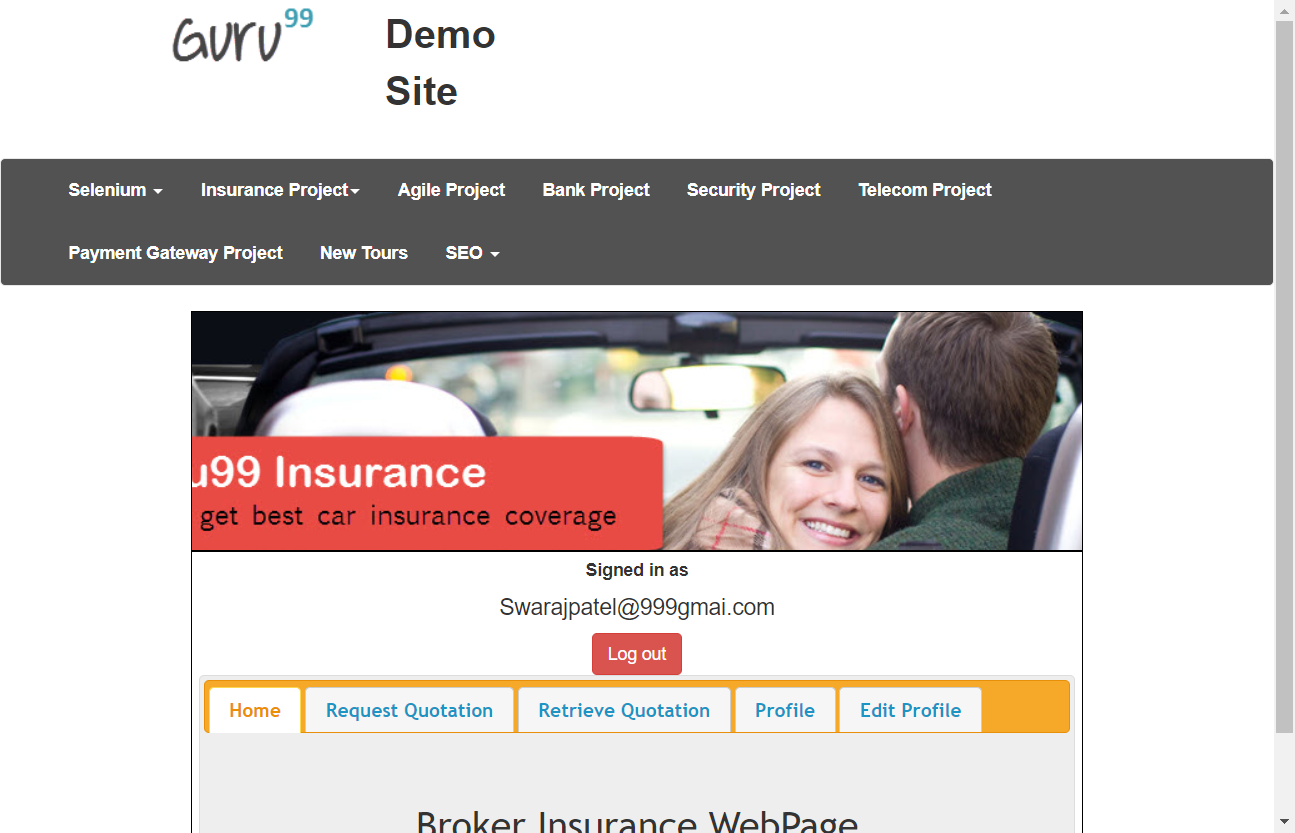 Guru99
Demo
Site
Selenium
Insurance Project
Agile Project
Bank Project
Security Project
Telecom Project
Payment Gateway Project
New Tours
SEO
u99 Insurance
get best car insurance coverage
Signed in as
Swarajpatel@999gmai.com
Log out
Home
Request Quotation
Retrieve Quotation
Profile
Edit Profile
Broker Insurance WebPage